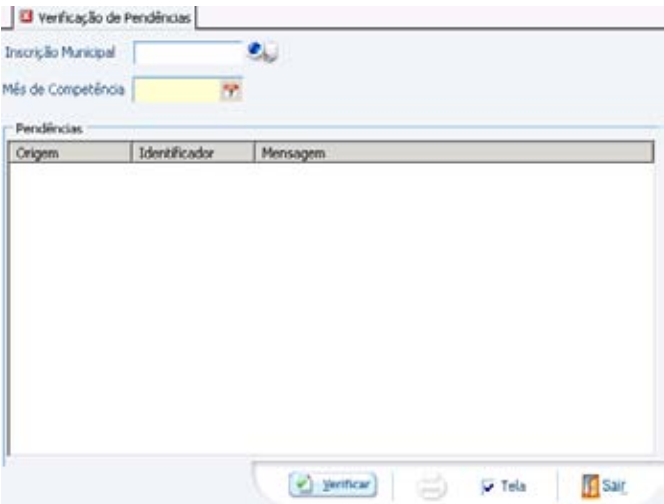 Verificação de Pendências
Inscrição Municipal
Mês de Competência
Pendências
Origem Identificador Mensagem
Verificar Tela Sair